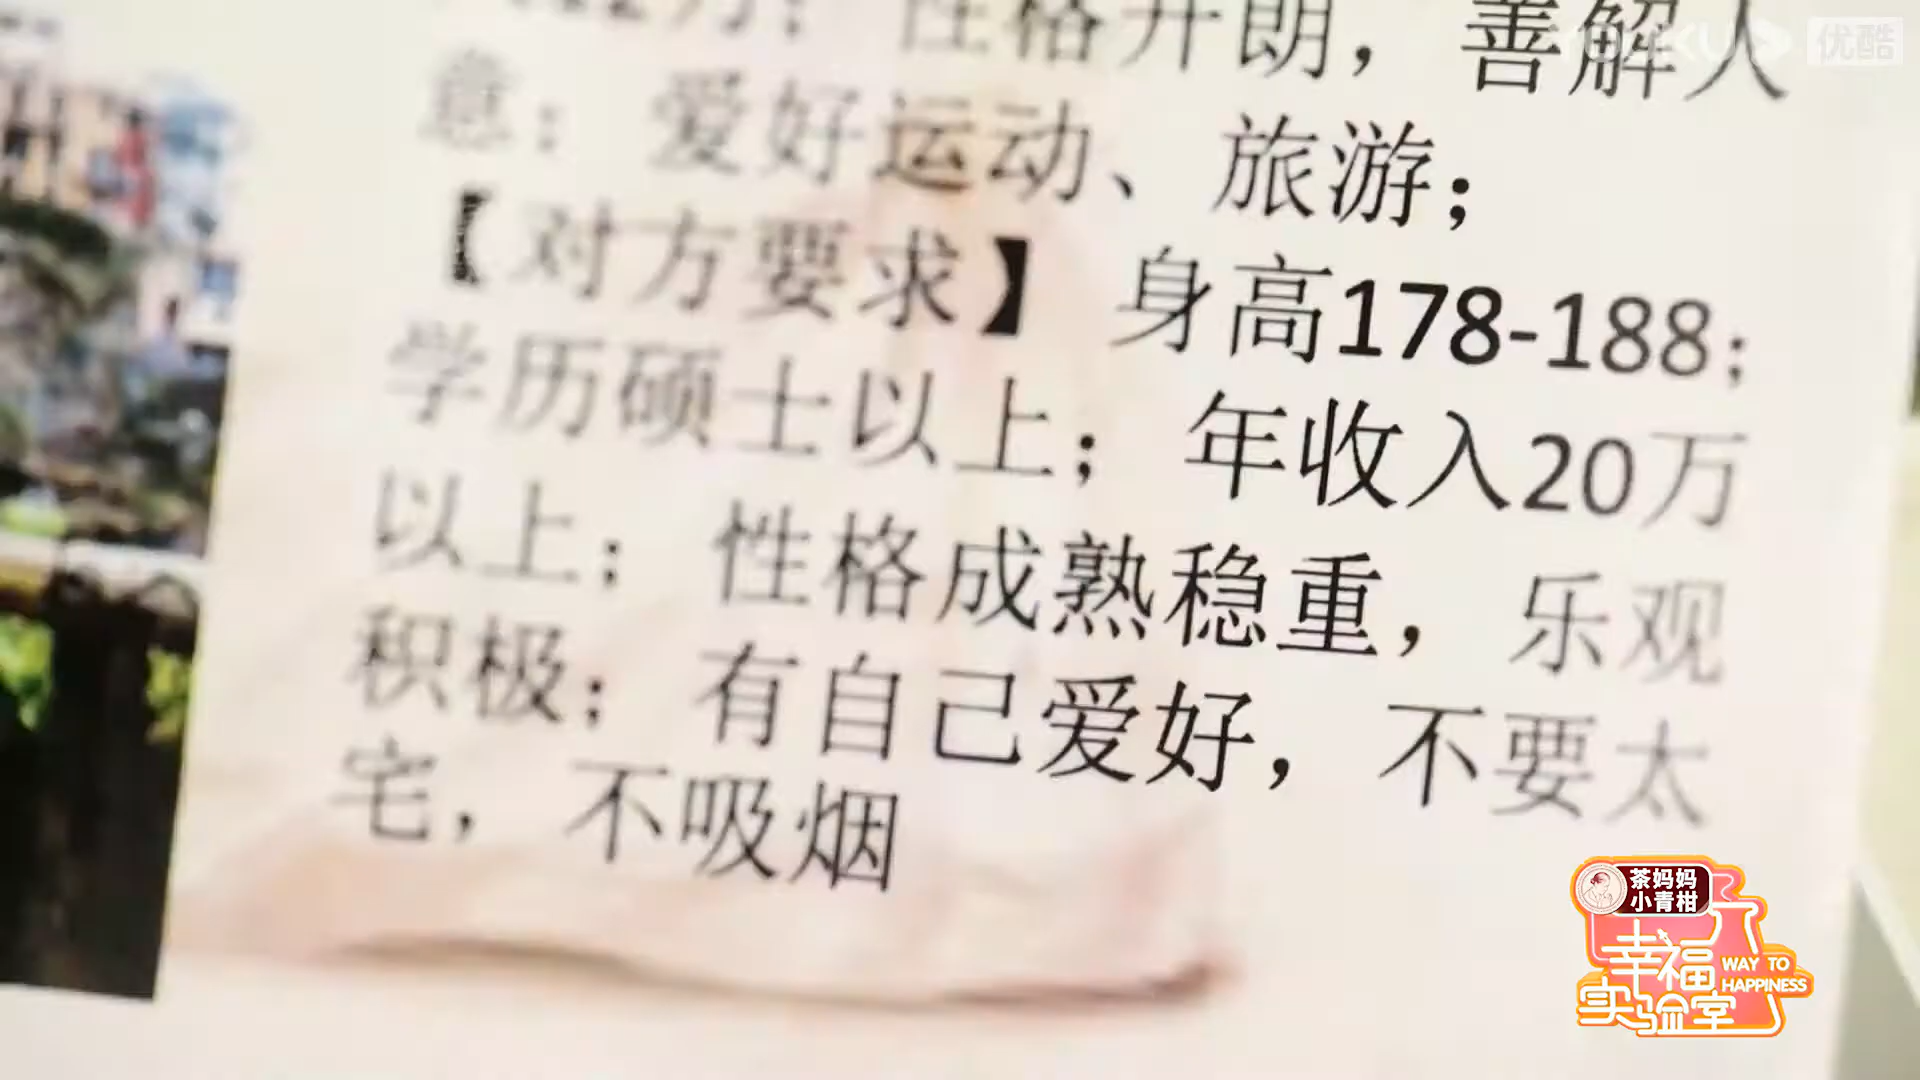 性格开朗，善解人
意；爱好运动、旅游；
【对方要求】身高178-188；
学历硕士以上；年收入20万
以上；性格成熟稳重，乐观
积极；有自己爱好，不要太
宅，不吸烟
YOUKU 优酷
茶妈妈
小青柑
幸福
实验室
WAY TO
HAPPINESS